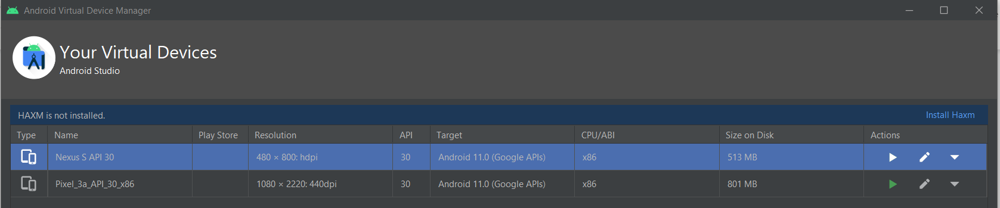 Android Virtual Device Manager
Your Virtual Devices
Android Studio
HAXM is not installed. Install Haxm
Type Name Play Store Resolution API Target CPU/ABI Size on Disk Actions
Nexus S API 30 480 × 800: hdpi 30 Android 11.0 (Google APIs) x86 513 MB
Pixel_3a_API_30_x86 1080 × 2220: 440dpi 30 Android 11.0 (Google APIs) x86 801 MB